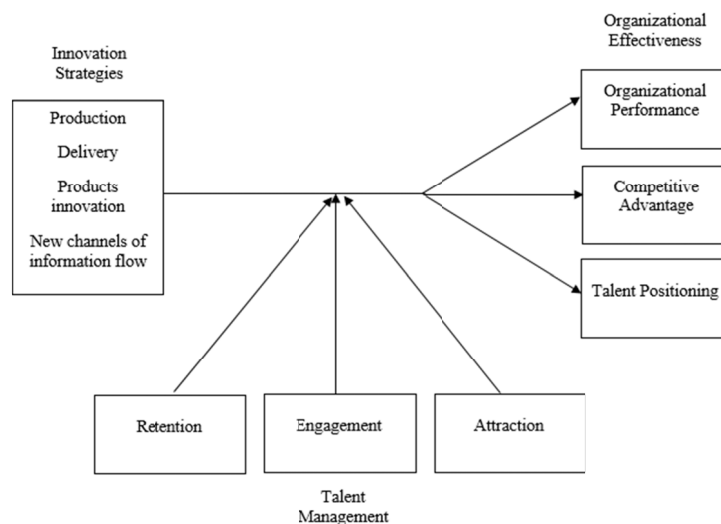 Innovation
Strategies
Production
Delivery
Products
innovation
New channels of
information flow
Organizational
Effectiveness
Organizational
Performance
Competitive
Advantage
Talent Positioning
Retention
Engagement
Attraction
Talent
Management